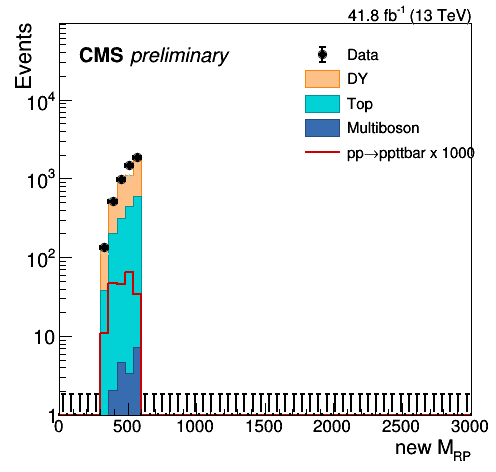 41.8 fb⁻¹ (13 TeV)
Events
CMS preliminary
Data
DY
Top
Multiboson
pp→ppttbar x 1000
10⁴
10³
10²
10
1
0 500 1000 1500 2000 2500 3000
new M_RP